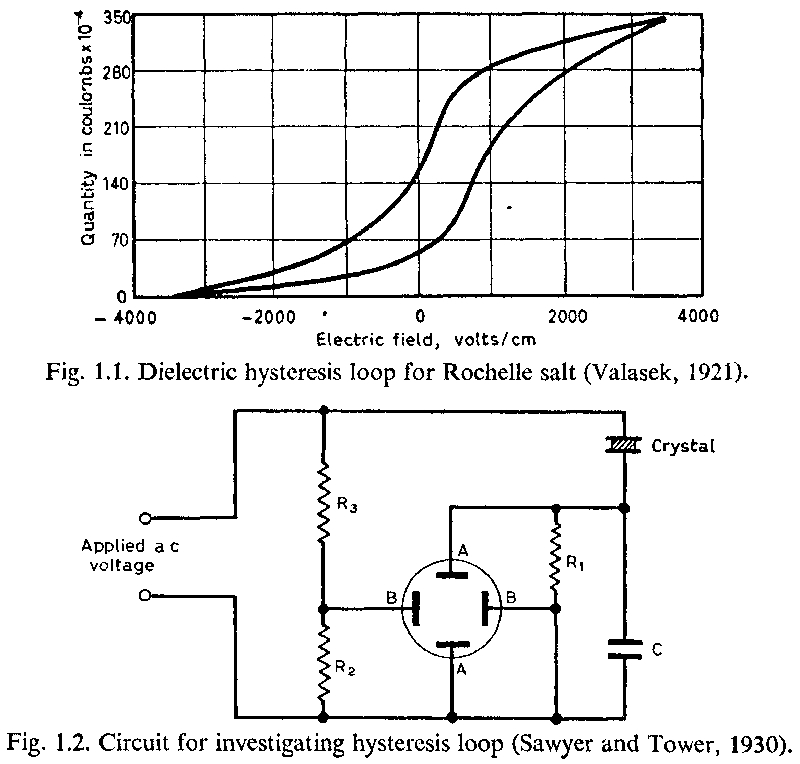 350
280
210
140
70
0
Quantity in coulombs x 10⁻⁴
-4000 -2000 0 2000 4000
Electric field, volts/cm
Fig. 1.1. Dielectric hysteresis loop for Rochelle salt (Valasek, 1921).
Crystal
R₃
Applied a c
voltage
A
R₁
B B
C
R₂
A
Fig. 1.2. Circuit for investigating hysteresis loop (Sawyer and Tower, 1930).